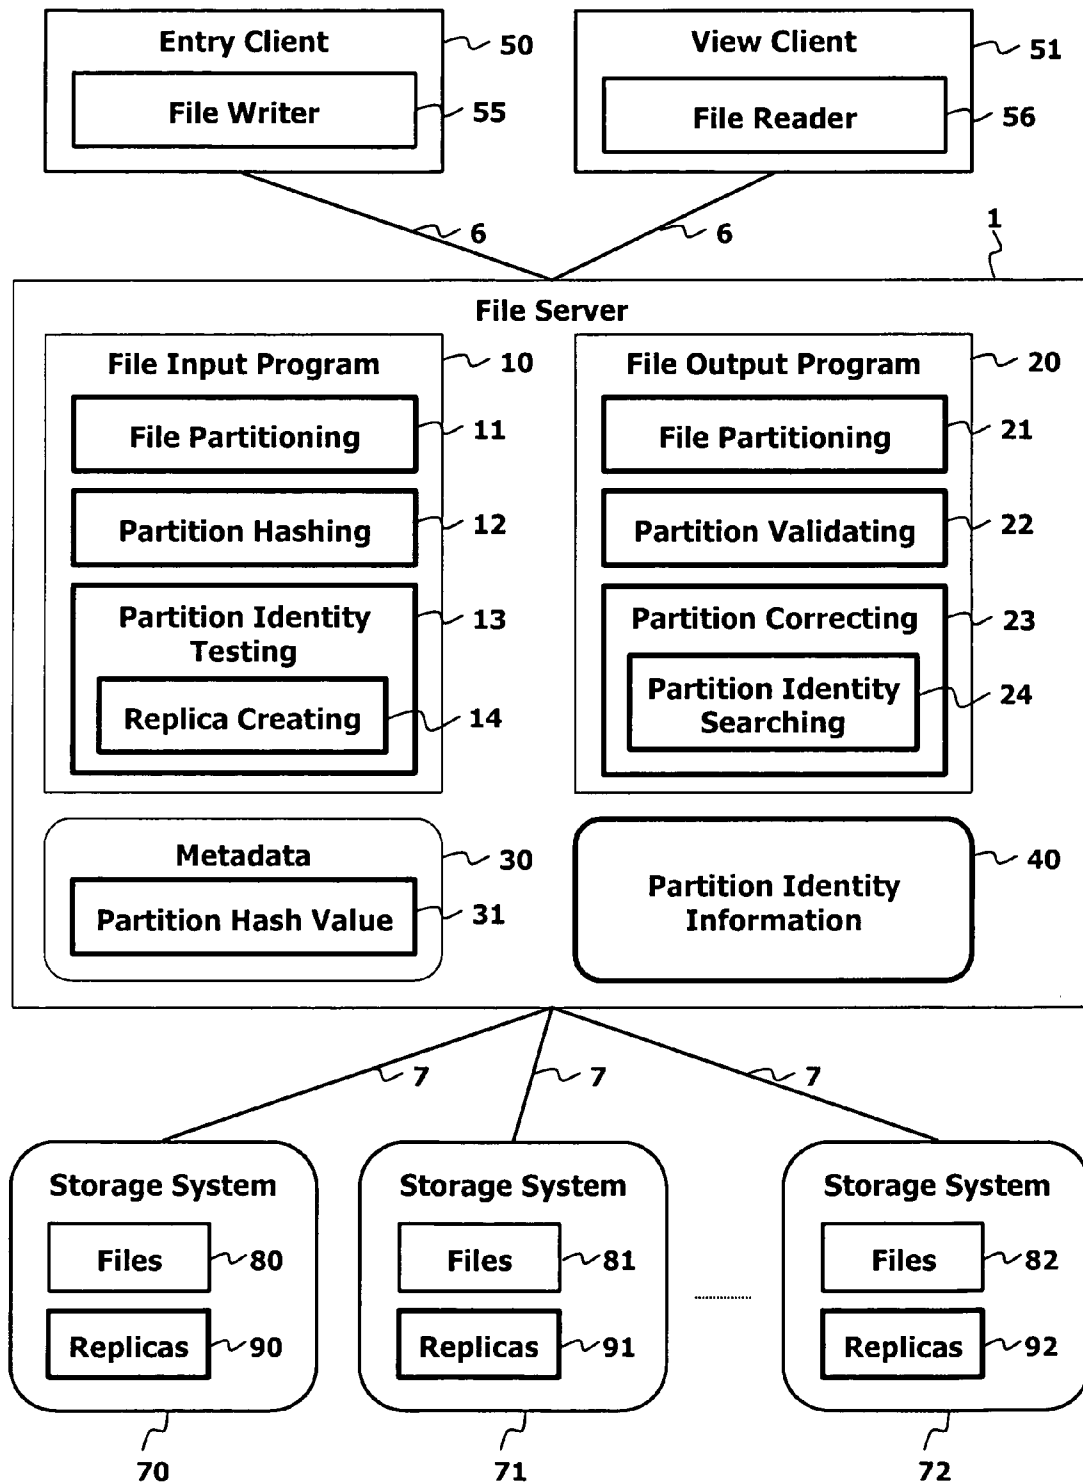 Entry Client
50
File Writer
55
View Client
51
File Reader
56
6
6
1
File Server
File Input Program
10
File Partitioning
11
Partition Hashing
12
Partition Identity
Testing
13
Replica Creating
14
File Output Program
20
File Partitioning
21
Partition Validating
22
Partition Correcting
23
Partition Identity
Searching
24
Metadata
30
Partition Hash Value
31
Partition Identity
Information
40
7
7
7
Storage System
Files
80
Replicas
90
70
Storage System
Files
81
Replicas
91
71
Storage System
Files
82
Replicas
92
72